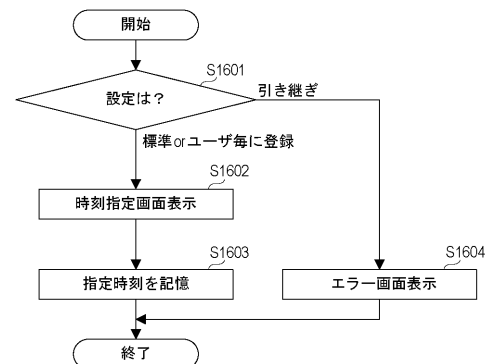 開始
S1601
設定は？
引き継ぎ
標準orユーザ毎に登録
S1602
時刻指定画面表示
S1603
指定時刻を記憶
S1604
エラー画面表示
終了